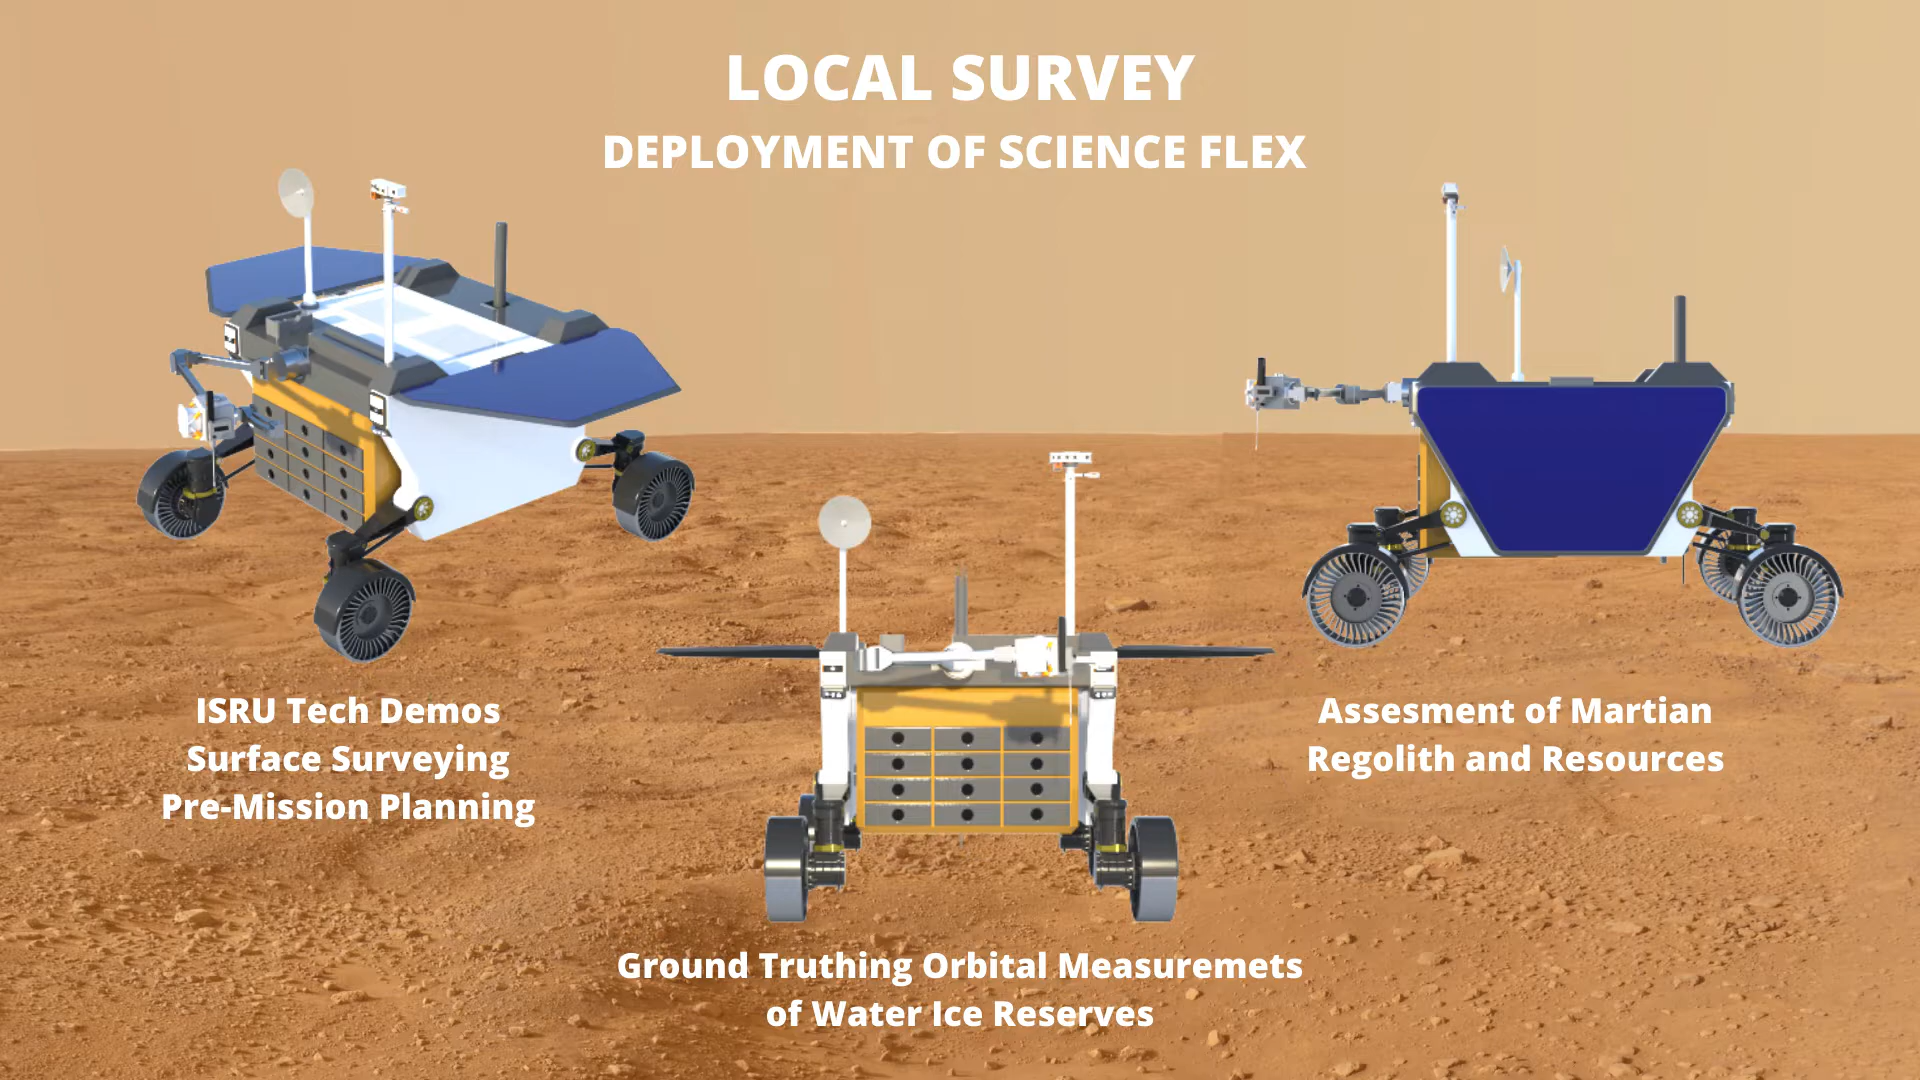 LOCAL SURVEY
DEPLOYMENT OF SCIENCE FLEX
ISRU Tech Demos
Surface Surveying
Pre-Mission Planning
Assesment of Martian
Regolith and Resources
Ground Truthing Orbital Measuremets
of Water Ice Reserves